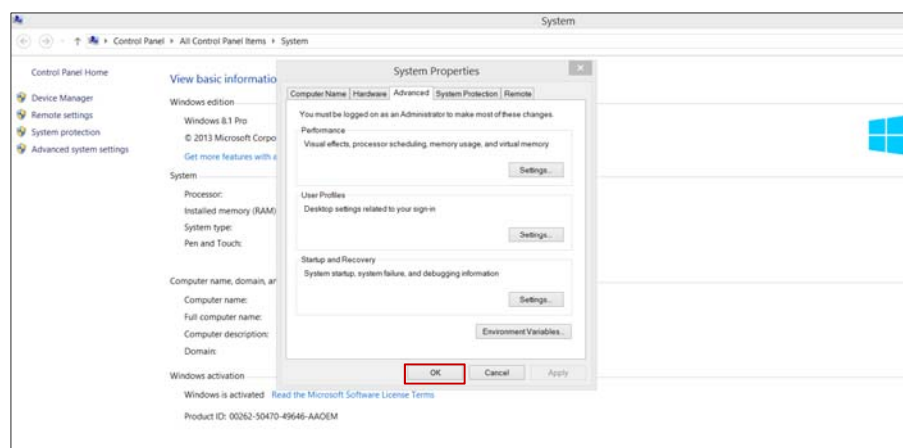 System
Control Panel ▸ All Control Panel Items ▸ System
Control Panel Home
Device Manager
Remote settings
System protection
Advanced system settings
View basic informatio
Windows edition
Windows 8.1 Pro
© 2013 Microsoft Corpo
Get more features with a
System
Processor:
Installed memory (RAM)
System type:
Pen and Touch:
Computer name, domain, an
Computer name:
Full computer name:
Computer description:
Domain:
Windows activation
Windows is activated Read the Microsoft Software License Terms
Product ID: 00262-50470-49646-AAOEM
System Properties
Computer Name Hardware Advanced System Protection Remote
You must be logged on as an Administrator to make most of these changes.
Performance
Visual effects, processor scheduling, memory usage, and virtual memory
Settings...
User Profiles
Desktop settings related to your sign-in
Settings...
Startup and Recovery
System startup, system failure, and debugging information
Settings...
Environment Variables...
OK Cancel Apply